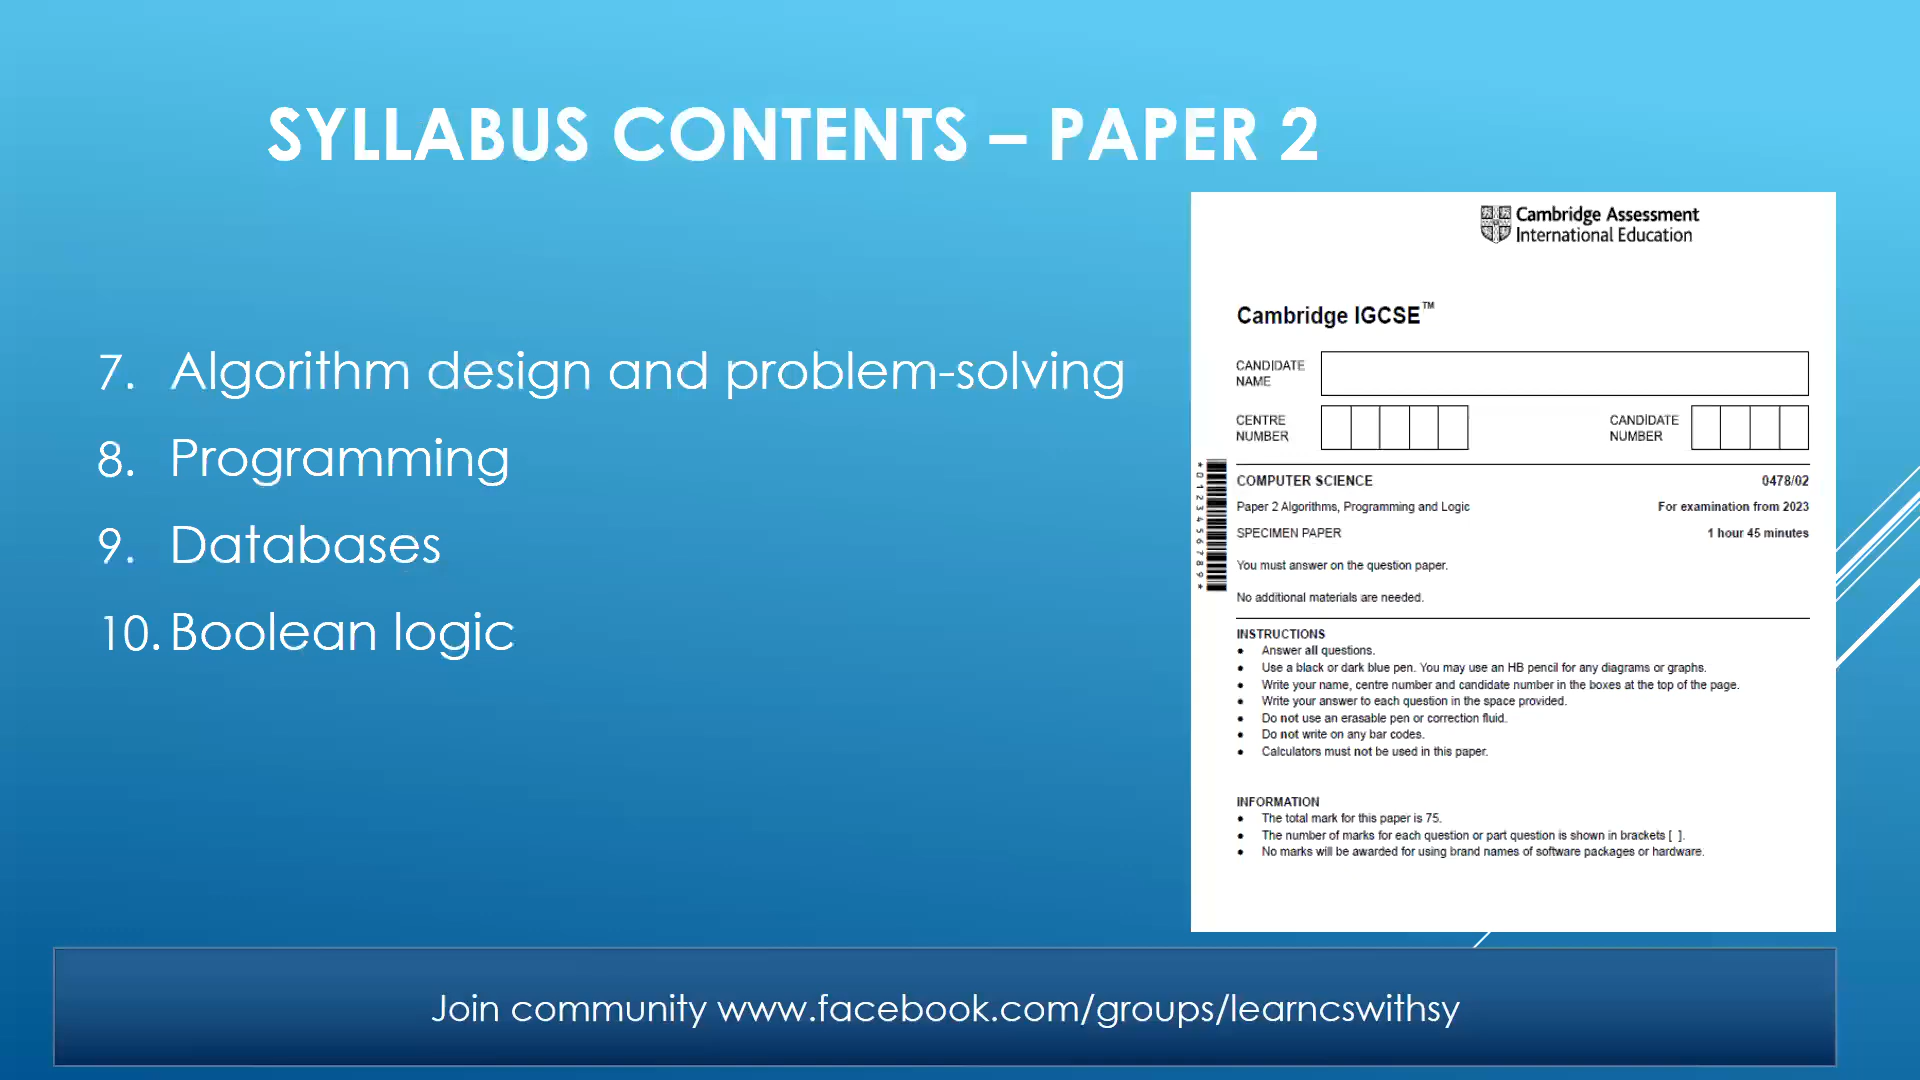 SYLLABUS CONTENTS – PAPER 2
7. Algorithm design and problem-solving
8. Programming
9. Databases
10. Boolean logic
Cambridge Assessment
International Education
Cambridge IGCSE™
CANDIDATE
NAME
CENTRE
NUMBER
CANDIDATE
NUMBER
*0123456789*
COMPUTER SCIENCE 0478/02
Paper 2 Algorithms, Programming and Logic For examination from 2023
SPECIMEN PAPER 1 hour 45 minutes
You must answer on the question paper.
No additional materials are needed.
INSTRUCTIONS
● Answer all questions.
● Use a black or dark blue pen. You may use an HB pencil for any diagrams or graphs.
● Write your name, centre number and candidate number in the boxes at the top of the page.
● Write your answer to each question in the space provided.
● Do not use an erasable pen or correction fluid.
● Do not write on any bar codes.
● Calculators must not be used in this paper.
INFORMATION
● The total mark for this paper is 75.
● The number of marks for each question or part question is shown in brackets [ ].
● No marks will be awarded for using brand names of software packages or hardware.
Join community www.facebook.com/groups/learncswithsy